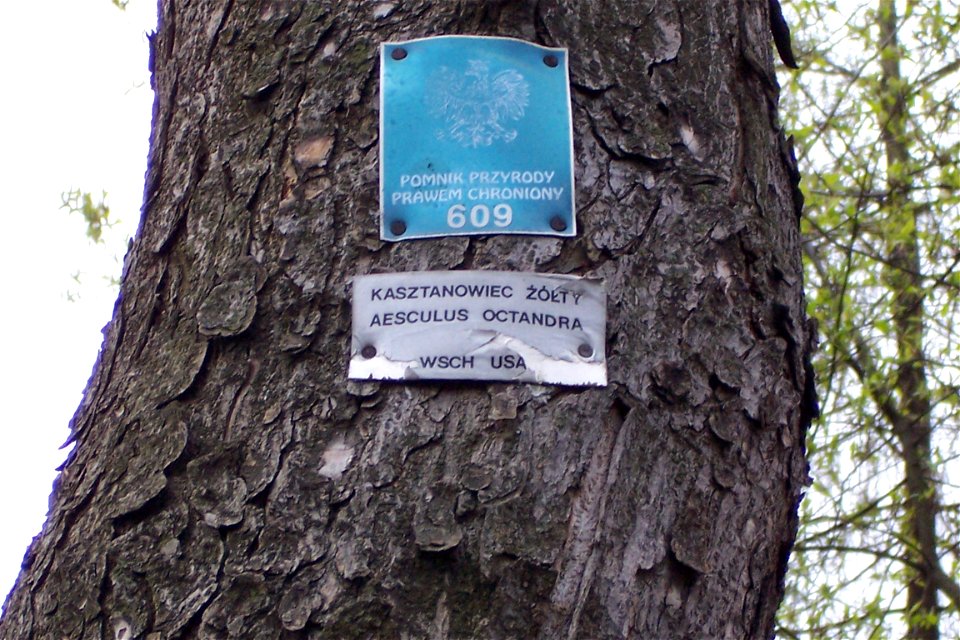 POMNIK PRZYRODY
PRAWEM CHRONIONY
609
KASZTANOWIEC ŻÓŁTY
AESCULUS OCTANDRA
WSCH USA